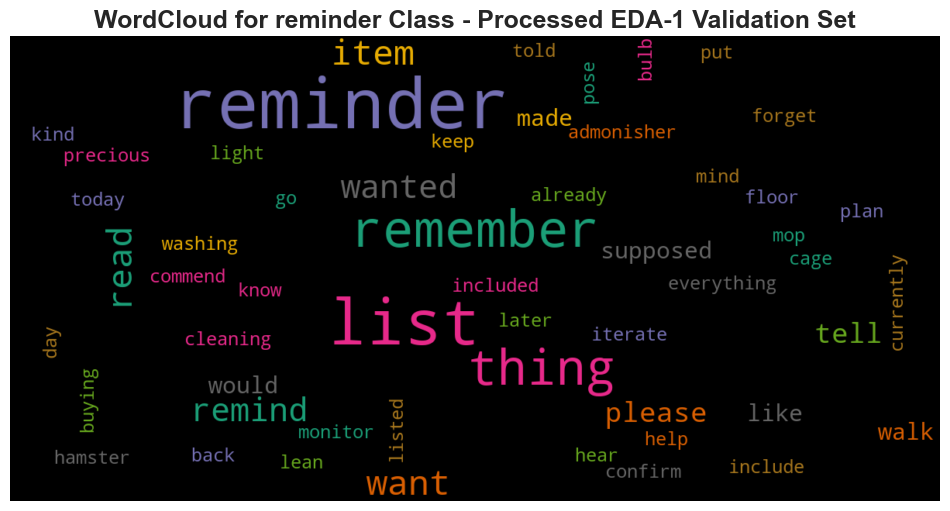 WordCloud for reminder Class - Processed EDA-1 Validation Set
item
told
bulb
put
pose
reminder
made
forget
kind
keep
admonisher
precious
light
mind
today
go
wanted
already
floor
plan
read
washing
remember
supposed
mop
cage
commend
know
included
everything
currently
day
cleaning
list
later
iterate
tell
thing
buying
would
remind
please
like
monitor
listed
help
walk
hamster
back
lean
hear
confirm
include
want